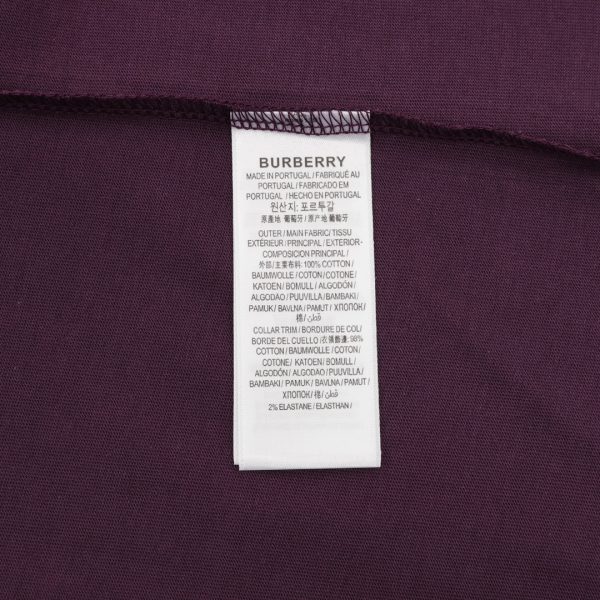 BURBERRY
MADE IN PORTUGAL / FABRIQUÉ AU
PORTUGAL / FABRICADO EM
PORTUGAL / HECHO EN PORTUGAL
원산지: 포르투갈
原產地 葡萄牙 / 原产地 葡萄牙
OUTER / MAIN FABRIC / TISSU
EXTÉRIEUR / PRINCIPAL / EXTERIOR -
COMPOSICION PRINCIPAL /
外部/主要布料: 100% COTTON /
BAUMWOLLE / COTON / COTONE /
KATOEN / BOMULL / ALGODÓN /
ALGODAO / PUUVILLA / BAMBAKI /
PAMUK / BAVLNA / PAMUT / ХЛОПОК /
棉 / قطن /
COLLAR TRIM / BORDURE DE COL /
BORDE DEL CUELLO / 衣領飾邊: 98%
COTTON / BAUMWOLLE / COTON /
COTONE / KATOEN / BOMULL /
ALGODÓN / ALGODAO / PUUVILLA /
BAMBAKI / PAMUK / BAVLNA / PAMUT /
ХЛОПОК / 棉 / قطن /
2% ELASTANE / ELASTHAN /